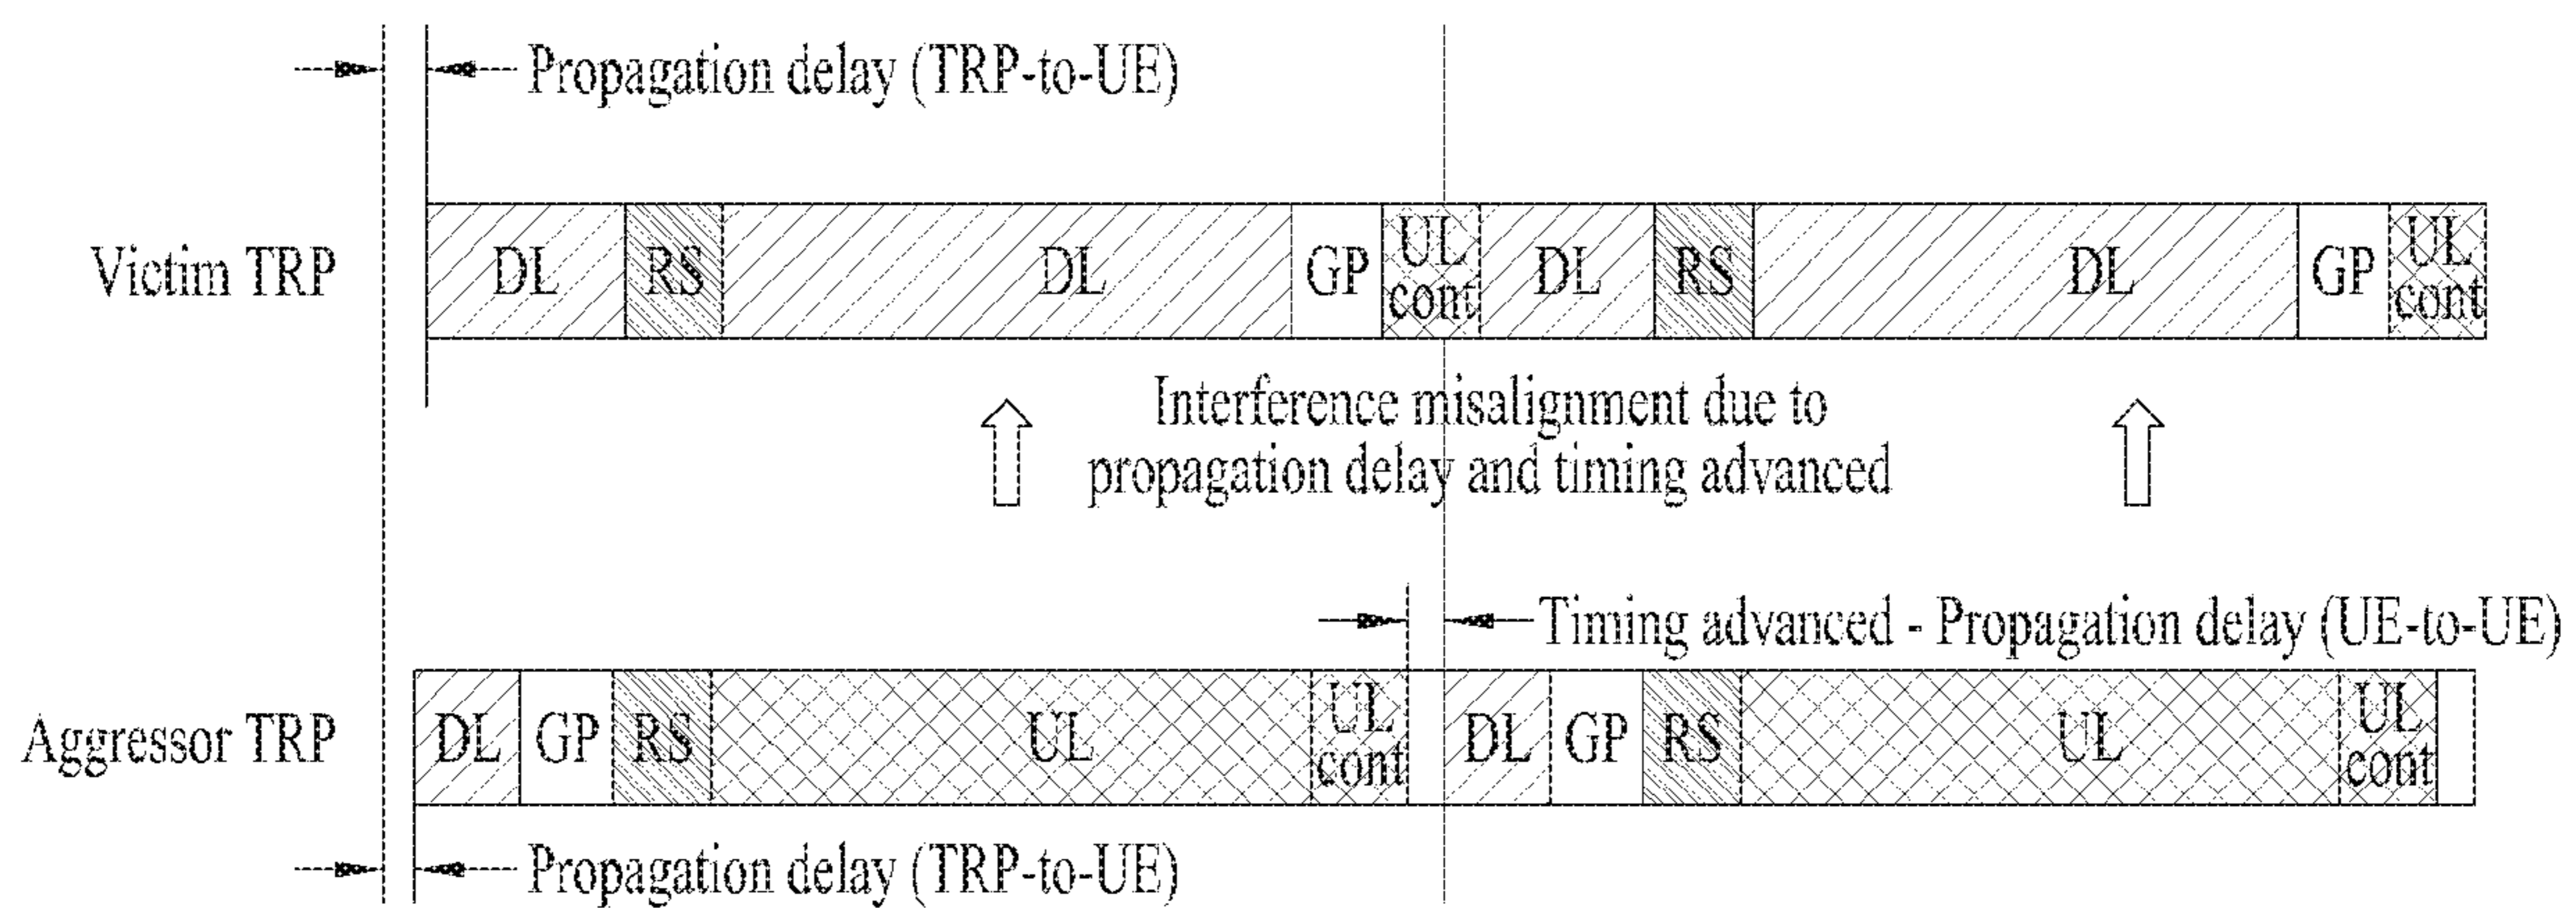 Propagation delay (TRP-to-UE)
Victim TRP DL RS DL GP UL cont DL RS DL GP UL cont
Interference misalignment due to
propagation delay and timing advanced
Timing advanced - Propagation delay (UE-to-UE)
Aggressor TRP DL GP RS UL UL cont DL GP RS UL UL cont
Propagation delay (TRP-to-UE)